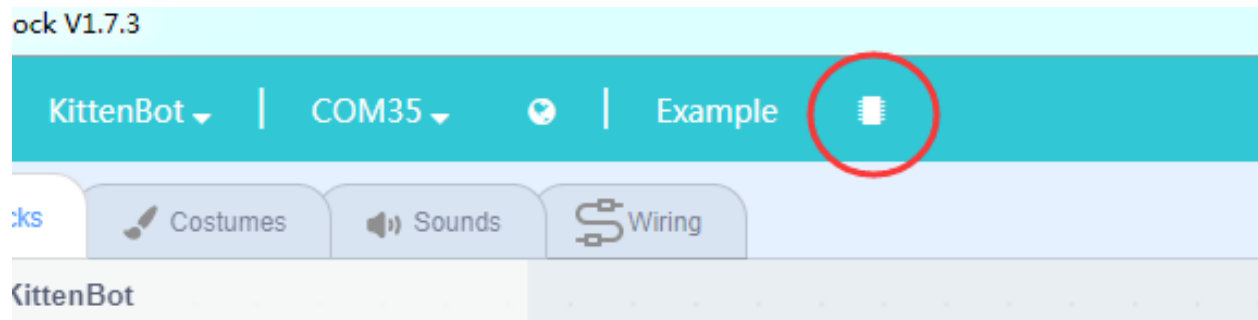 ock V1.7.3
KittenBot COM35 Example
cks Costumes Sounds Wiring
KittenBot